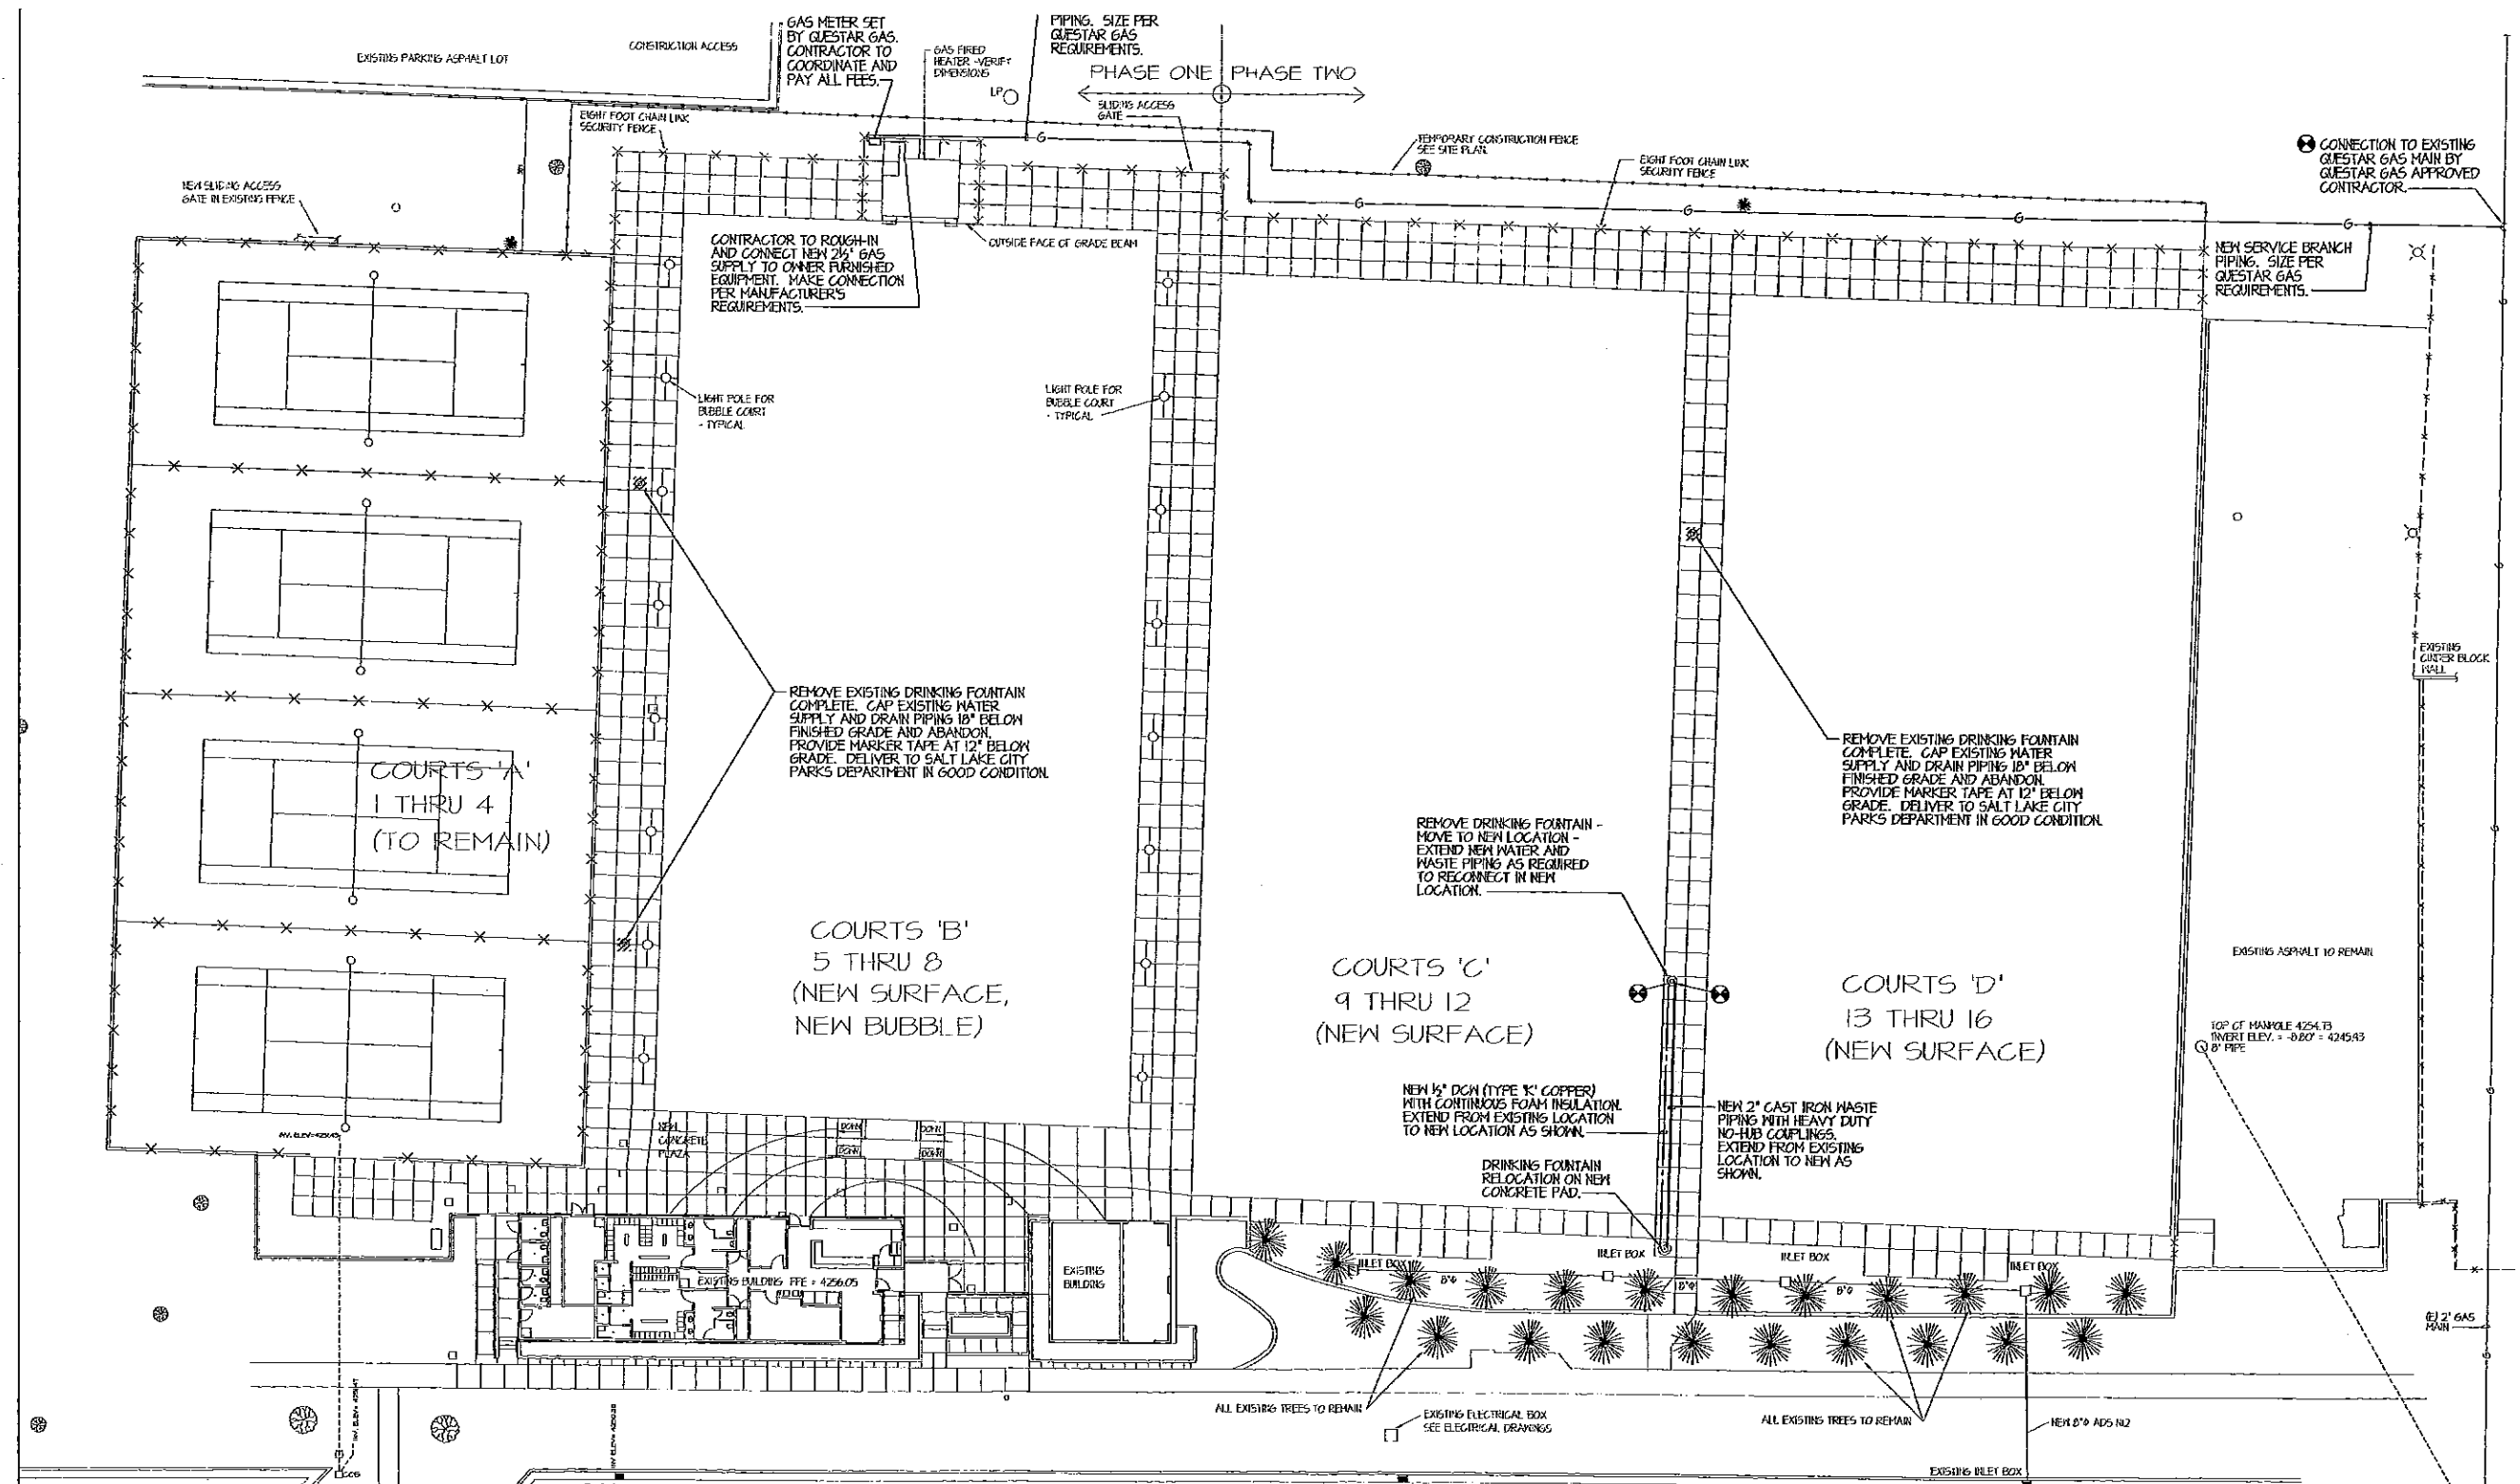 GAS METER SET
BY QUESTAR GAS.
CONTRACTOR TO
COORDINATE AND
PAY ALL FEES.
PIPING. SIZE PER
QUESTAR GAS
REQUIREMENTS.
CONSTRUCTION ACCESS
EXISTING PARKING ASPHALT LOT
GAS FIRED
HEATER -VERIFY
DIMENSIONS
LP
PHASE ONE
PHASE TWO
SLIDING ACCESS
GATE
EIGHT FOOT CHAIN LINK
SECURITY FENCE
TEMPORARY CONSTRUCTION FENCE
SEE SITE PLAN.
EIGHT FOOT CHAIN LINK
SECURITY FENCE
CONNECTION TO EXISTING
QUESTAR GAS MAIN BY
QUESTAR GAS APPROVED
CONTRACTOR.
NEW SLIDING ACCESS
GATE IN EXISTING FENCE
G
G
G
G
G
CONTRACTOR TO ROUGH-IN
AND CONNECT NEW 2½" GAS
SUPPLY TO OWNER FURNISHED
EQUIPMENT. MAKE CONNECTION
PER MANUFACTURER'S
REQUIREMENTS.
OUTSIDE FACE OF GRADE BEAM
NEW SERVICE BRANCH
PIPING. SIZE PER
QUESTAR GAS
REQUIREMENTS.
LIGHT POLE FOR
BUBBLE COURT
- TYPICAL
LIGHT POLE FOR
BUBBLE COURT
- TYPICAL
EXISTING
CINDER BLOCK
WALL
REMOVE EXISTING DRINKING FOUNTAIN
COMPLETE. CAP EXISTING WATER
SUPPLY AND DRAIN PIPING 18" BELOW
FINISHED GRADE AND ABANDON.
PROVIDE MARKER TAPE AT 12" BELOW
GRADE. DELIVER TO SALT LAKE CITY
PARKS DEPARTMENT IN GOOD CONDITION.
REMOVE EXISTING DRINKING FOUNTAIN
COMPLETE. CAP EXISTING WATER
SUPPLY AND DRAIN PIPING 18" BELOW
FINISHED GRADE AND ABANDON.
PROVIDE MARKER TAPE AT 12" BELOW
GRADE. DELIVER TO SALT LAKE CITY
PARKS DEPARTMENT IN GOOD CONDITION.
COURTS 'A'
1 THRU 4
(TO REMAIN)
REMOVE DRINKING FOUNTAIN -
MOVE TO NEW LOCATION -
EXTEND NEW WATER AND
WASTE PIPING AS REQUIRED
TO RECONNECT IN NEW
LOCATION.
COURTS 'B'
5 THRU 8
(NEW SURFACE,
NEW BUBBLE)
COURTS 'C'
9 THRU 12
(NEW SURFACE)
COURTS 'D'
13 THRU 16
(NEW SURFACE)
EXISTING ASPHALT TO REMAIN
TOP OF MANHOLE 4254.73
INVERT ELEV. = -8.80' = 4245.93
8" PIPE
NEW ½" DCW (TYPE 'K' COPPER)
WITH CONTINUOUS FOAM INSULATION.
EXTEND FROM EXISTING LOCATION
TO NEW LOCATION AS SHOWN.
NEW 2" CAST IRON WASTE
PIPING WITH HEAVY DUTY
NO-HUB COUPLINGS.
EXTEND FROM EXISTING
LOCATION TO NEW AS
SHOWN.
DRINKING FOUNTAIN
RELOCATION ON NEW
CONCRETE PAD.
NEW
CONCRETE
PLAZA
DOWN
DOWN
DOWN
DOWN
EXISTING BUILDING FFE = 4256.05
EXISTING
BUILDING
INLET BOX
INLET BOX
INLET BOX
INLET BOX
8"Φ
8"Φ
8"Φ
(E) 2" GAS
MAIN
ALL EXISTING TREES TO REMAIN
EXISTING ELECTRICAL BOX
SEE ELECTRICAL DRAWINGS
ALL EXISTING TREES TO REMAIN
NEW 8"Φ ADS N12
EXISTING INLET BOX